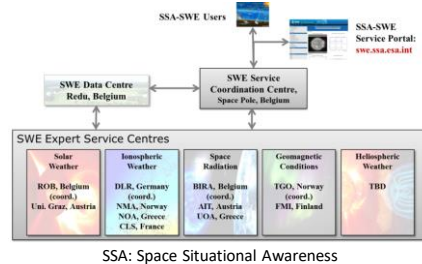 SSA-SWE Users
SSA-SWE
Service Portal:
swe.ssa.esa.int
SWE Data Centre
Redu, Belgium
SWE Service
Coordination Centre,
Space Pole, Belgium
SWE Expert Service Centres
Solar
Weather
ROB, Belgium
(coord.)
Uni. Graz, Austria
Ionospheric
Weather
DLR, Germany
(coord.)
NMA, Norway
NOA, Greece
CLS, France
Space
Radiation
BIRA, Belgium
(coord.)
AIT, Austria
UOA, Greece
Geomagnetic
Conditions
TGO, Norway
(coord.)
FMI, Finland
Heliospheric
Weather
TBD
SSA: Space Situational Awareness